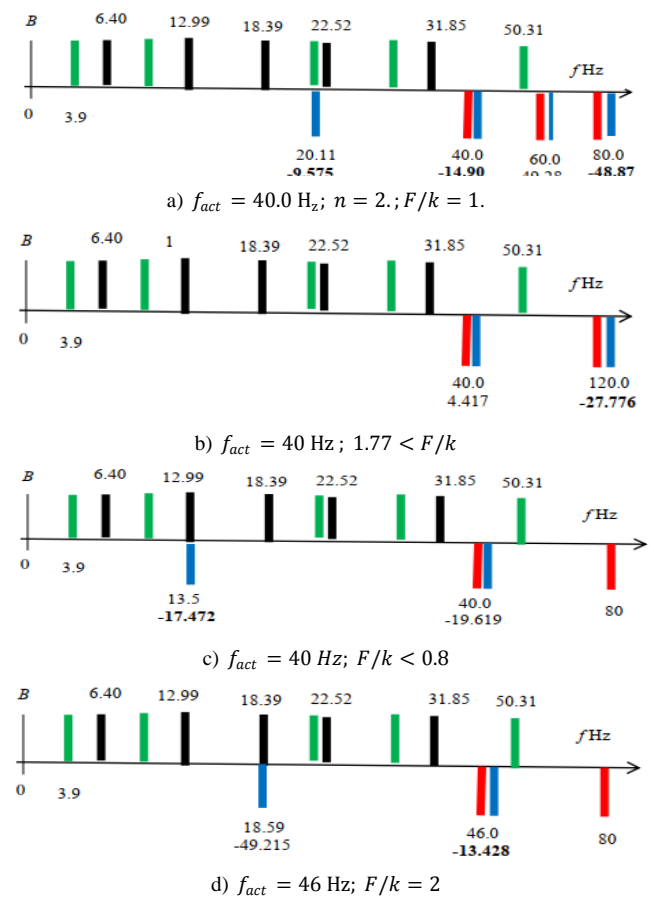 B 6.40 12.99 18.39 22.52 31.85 50.31
f Hz
0 3.9
20.11 40.0 60.0 80.0
-9.575 -14.90 -48.87
a) f_act = 40.0 H_z; n = 2.; F/k = 1.
B 6.40 1 18.39 22.52 31.85 50.31
f Hz
0 3.9
40.0 120.0
4.417 -27.776
b) f_act = 40 Hz ; 1.77 < F/k
B 6.40 12.99 18.39 22.52 31.85 50.31
f Hz
0 3.9
13.5 40.0 80
-17.472 -19.619
c) f_act = 40 Hz; F/k < 0.8
B 6.40 12.99 18.39 22.52 31.85 50.31
f Hz
0 3.9
18.59 46.0 80
-49.215 -13.428
d) f_act = 46 Hz; F/k = 2